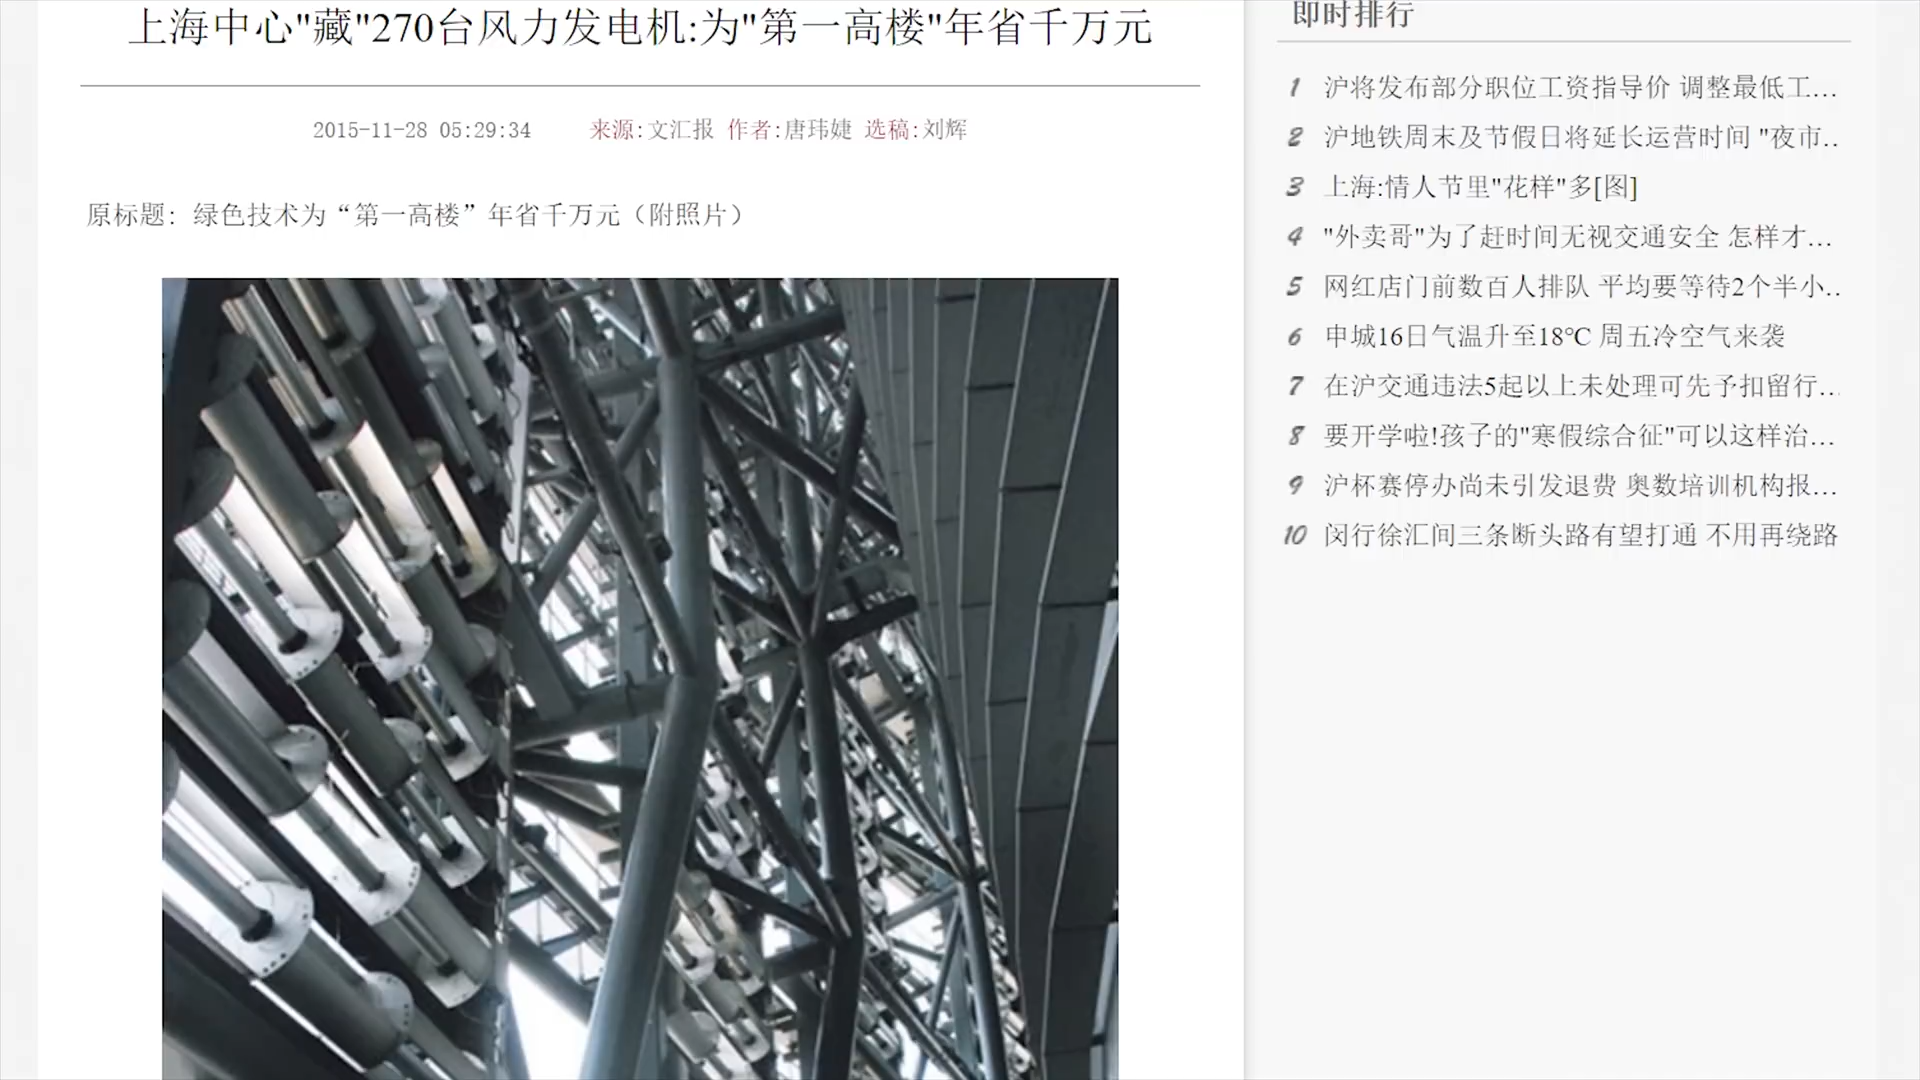 上海中心"藏"270台风力发电机:为"第一高楼"年省千万元
2015-11-28 05:29:34 来源:文汇报 作者:唐玮婕 选稿:刘辉
原标题: 绿色技术为“第一高楼”年省千万元（附照片）
即时排行
1 沪将发布部分职位工资指导价 调整最低工...
2 沪地铁周末及节假日将延长运营时间 "夜市..
3 上海:情人节里"花样"多[图]
4 "外卖哥"为了赶时间无视交通安全 怎样才...
5 网红店门前数百人排队 平均要等待2个半小..
6 申城16日气温升至18℃ 周五冷空气来袭
7 在沪交通违法5起以上未处理可先予扣留行...
8 要开学啦!孩子的"寒假综合征"可以这样治...
9 沪杯赛停办尚未引发退费 奥数培训机构报...
10 闵行徐汇间三条断头路有望打通 不用再绕路